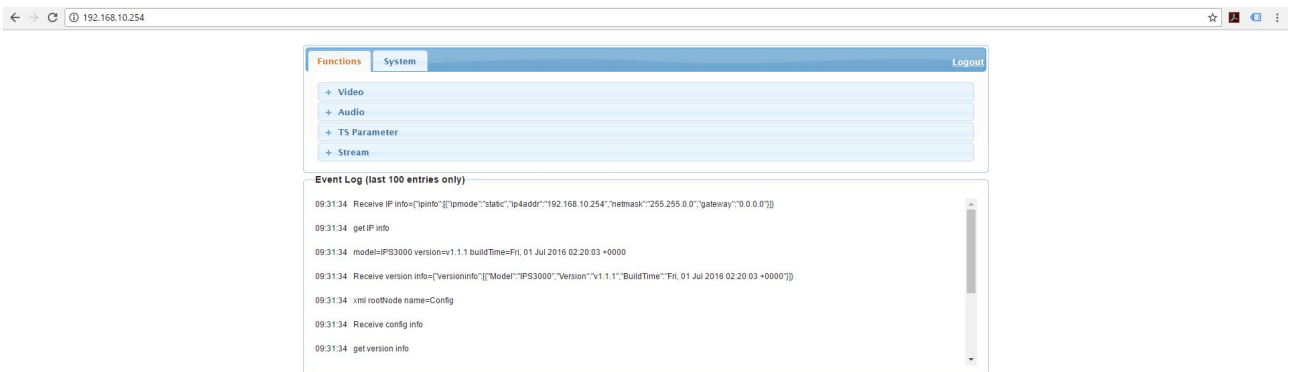 192.168.10.254
Functions System Logout
+ Video
+ Audio
+ TS Parameter
+ Stream
Event Log (last 100 entries only)
09:31:34 Receive IP info={"ipinfo":[{"ipmode":"static","ip4addr":"192.168.10.254","netmask":"255.255.0.0","gateway":"0.0.0.0"}]}
09:31:34 get IP info
09:31:34 model=IPS3000 version=v1.1.1 buildTime=Fri, 01 Jul 2016 02:20:03 +0000
09:31:34 Receive version info={"versioninfo":[{"Model":"IPS3000","Version":"v1.1.1","BuildTime":"Fri, 01 Jul 2016 02:20:03 +0000"}]}
09:31:34 xml rootNode name=Config
09:31:34 Receive config info
09:31:34 get version info